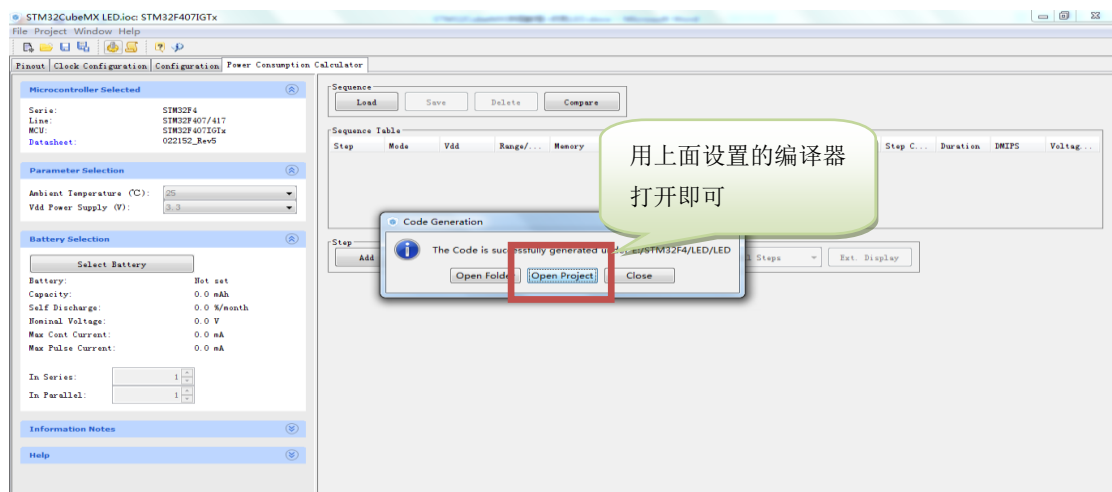 STM32CubeMX LED.ioc: STM32F407IGTx
File Project Window Help
Pinout Clock Configuration Configuration Power Consumption Calculator
Microcontroller Selected
Serie: STM32F4
Line: STM32F407/417
MCU: STM32F407IGTx
Datasheet: 022152_Rev5
Parameter Selection
Ambient Temperature (℃): 25
Vdd Power Supply (V): 3.3
Battery Selection
Select Battery
Battery: Not set
Capacity: 0.0 mAh
Self Discharge: 0.0 %/month
Nominal Voltage: 0.0 V
Max Cont Current: 0.0 mA
Max Pulse Current: 0.0 mA
In Series: 1
In Parallel: 1
Information Notes
Help
Sequence
Load Save Delete Compare
Sequence Table
Step Mode Vdd Range/... Memory Step C... Duration DMIPS Voltag...
用上面设置的编译器
打开即可
Code Generation
The Code is successfully generated under E:/STM32F4/LED/LED
Open Folder Open Project Close
Step
Add Steps Ext. Display